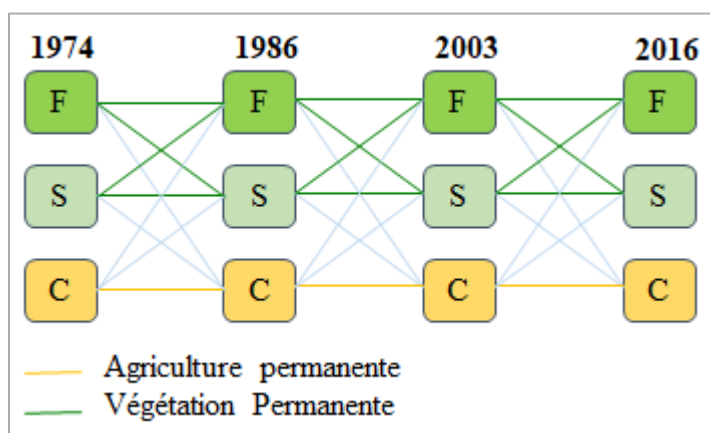 1974 1986 2003 2016
F F F F
S S S S
C C C C
Agriculture permanente
Végétation Permanente